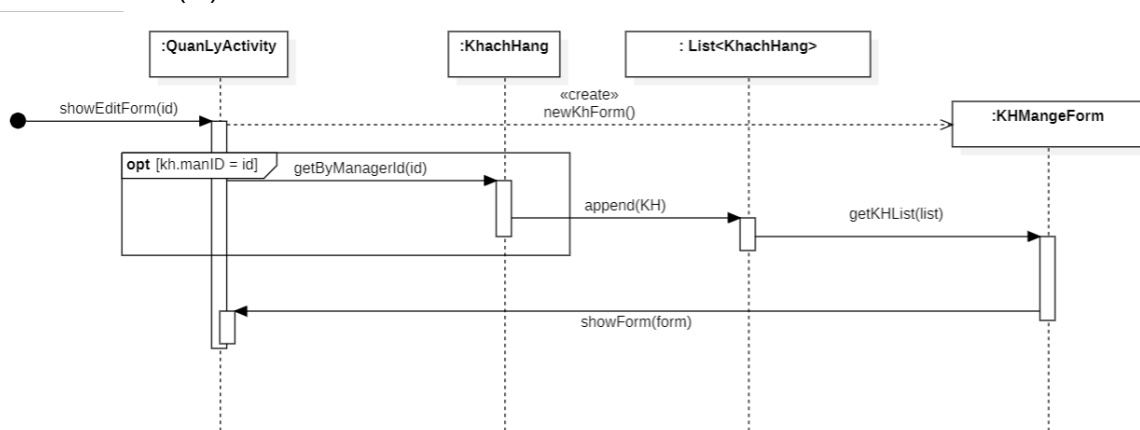 :QuanLyActivity
:KhachHang
: List<KhachHang>
«create»
newKhForm()
:KHMangeForm
showEditForm(id)
opt [kh.manID = id]
getByManagerId(id)
append(KH)
getKHList(list)
showForm(form)